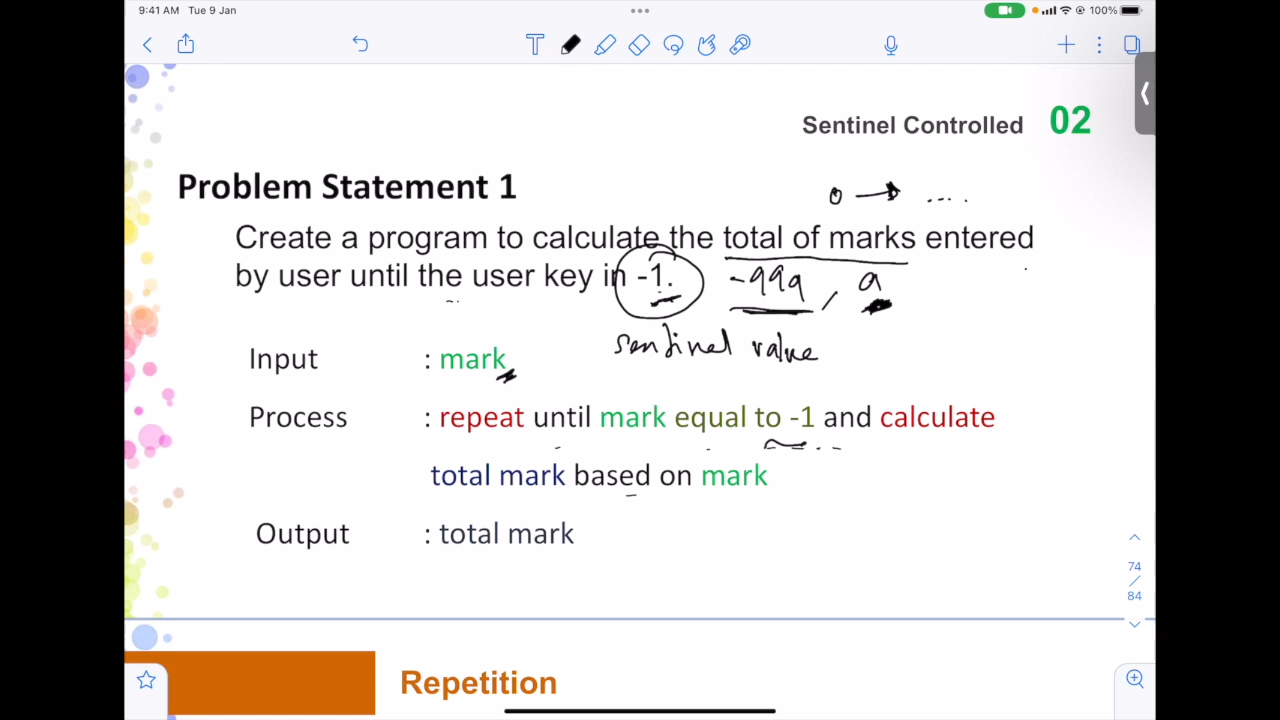 9:41 AM Tue 9 Jan
100%
Sentinel Controlled 02
Problem Statement 1
0 → ....
Create a program to calculate the total of marks entered
by user until the user key in -1.
-999 / a
sentinel value
Input : mark
Process : repeat until mark equal to -1 and calculate
total mark based on mark
Output : total mark
74
/
84
Repetition